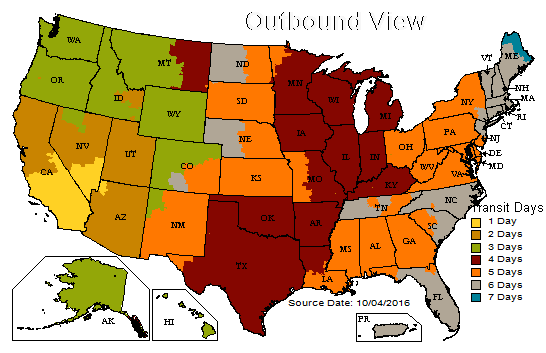 Outbound View
WA
OR
CA
NV
ID
MT
WY
UT
AZ
CO
NM
ND
SD
NE
KS
OK
TX
MN
IA
MO
AR
LA
WI
IL
IN
MI
OH
KY
TN
MS
AL
GA
FL
SC
NC
VA
WV
PA
NY
VT
ME
NH
MA
RI
CT
NJ
DE
MD
AK
HI
PR
Transit Days
1 Day
2 Days
3 Days
4 Days
5 Days
6 Days
7 Days
Source Date: 10/04/2016